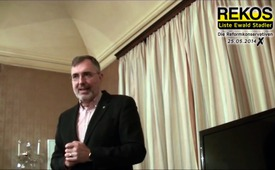 REKOS
Liste Ewald Stadler
Die Reformkonservativen
25.05.2014 X